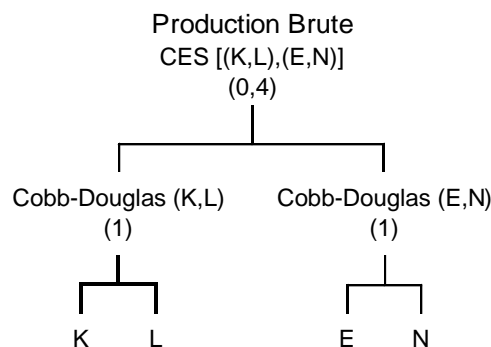 Production Brute
CES [(K,L),(E,N)]
(0,4)
Cobb-Douglas (K,L)
(1)
Cobb-Douglas (E,N)
(1)
K
L
E
N